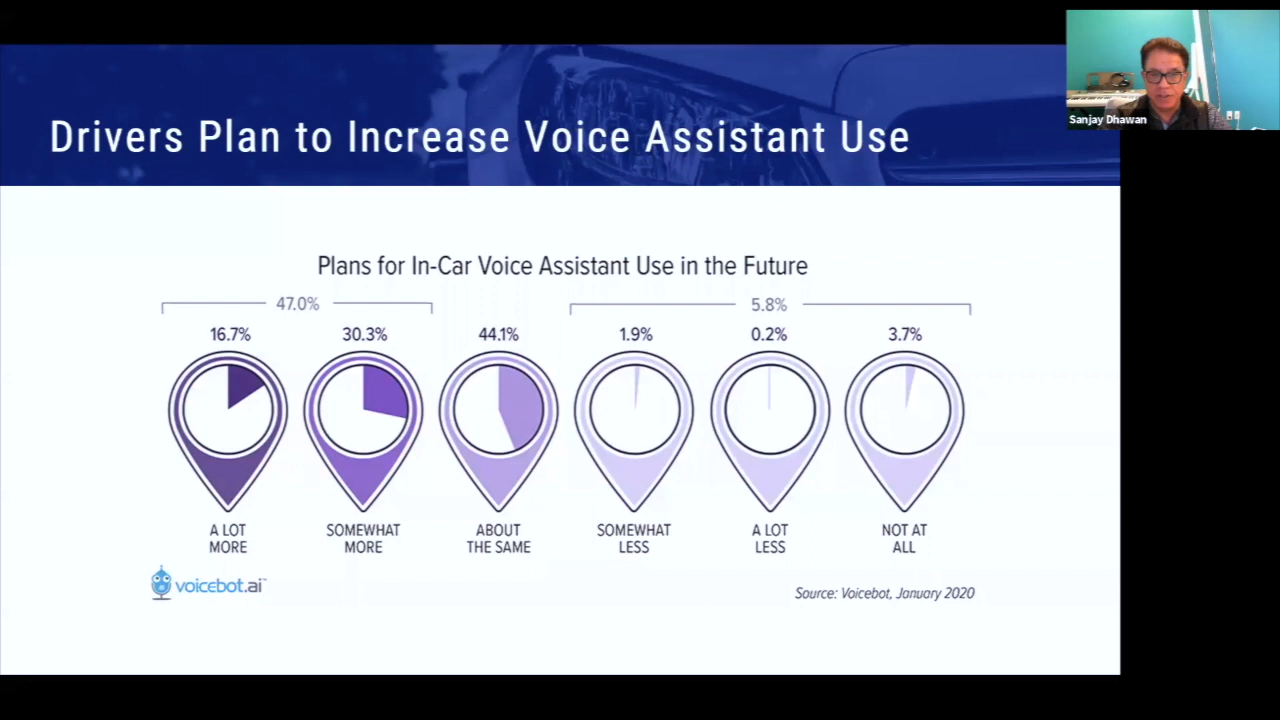 Sanjay Dhawan
Drivers Plan to Increase Voice Assistant Use
Plans for In-Car Voice Assistant Use in the Future
47.0%
5.8%
16.7%
30.3%
44.1%
1.9%
0.2%
3.7%
A LOT
MORE
SOMEWHAT
MORE
ABOUT
THE SAME
SOMEWHAT
LESS
A LOT
LESS
NOT AT
ALL
voicebot.ai™
Source: Voicebot, January 2020